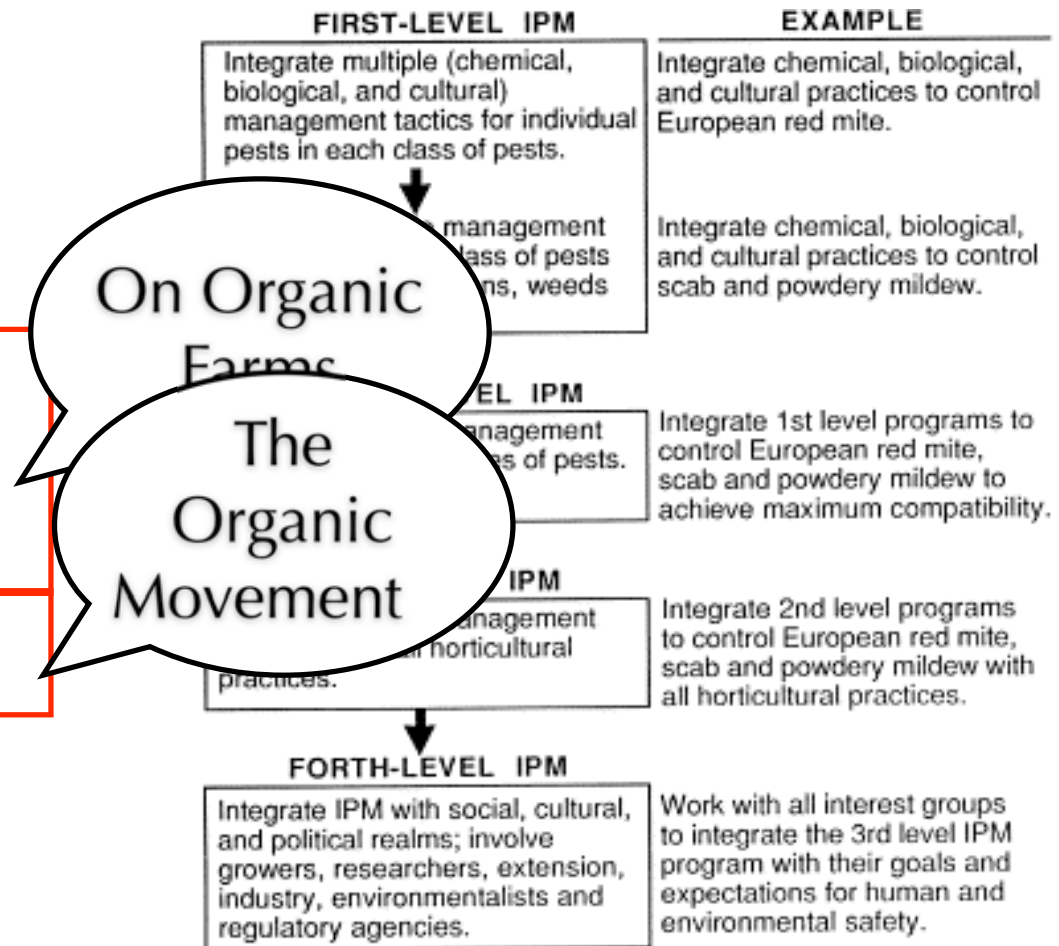 FIRST-LEVEL IPM
EXAMPLE
Integrate multiple (chemical,
biological, and cultural)
management tactics for individual
pests in each class of pests.
Integrate chemical, biological,
and cultural practices to control
European red mite.
management
class of pests
weeds
Integrate chemical, biological,
and cultural practices to control
scab and powdery mildew.
On Organic
Farms
IPM
management
of pests.
Integrate 1st level programs to
control European red mite,
scab and powdery mildew to
achieve maximum compatibility.
The
Organic
Movement
IPM
management
horticultural
practices.
Integrate 2nd level programs
to control European red mite,
scab and powdery mildew with
all horticultural practices.
FORTH-LEVEL IPM
Integrate IPM with social, cultural,
and political realms; involve
growers, researchers, extension,
industry, environmentalists and
regulatory agencies.
Work with all interest groups
to integrate the 3rd level IPM
program with their goals and
expectations for human and
environmental safety.